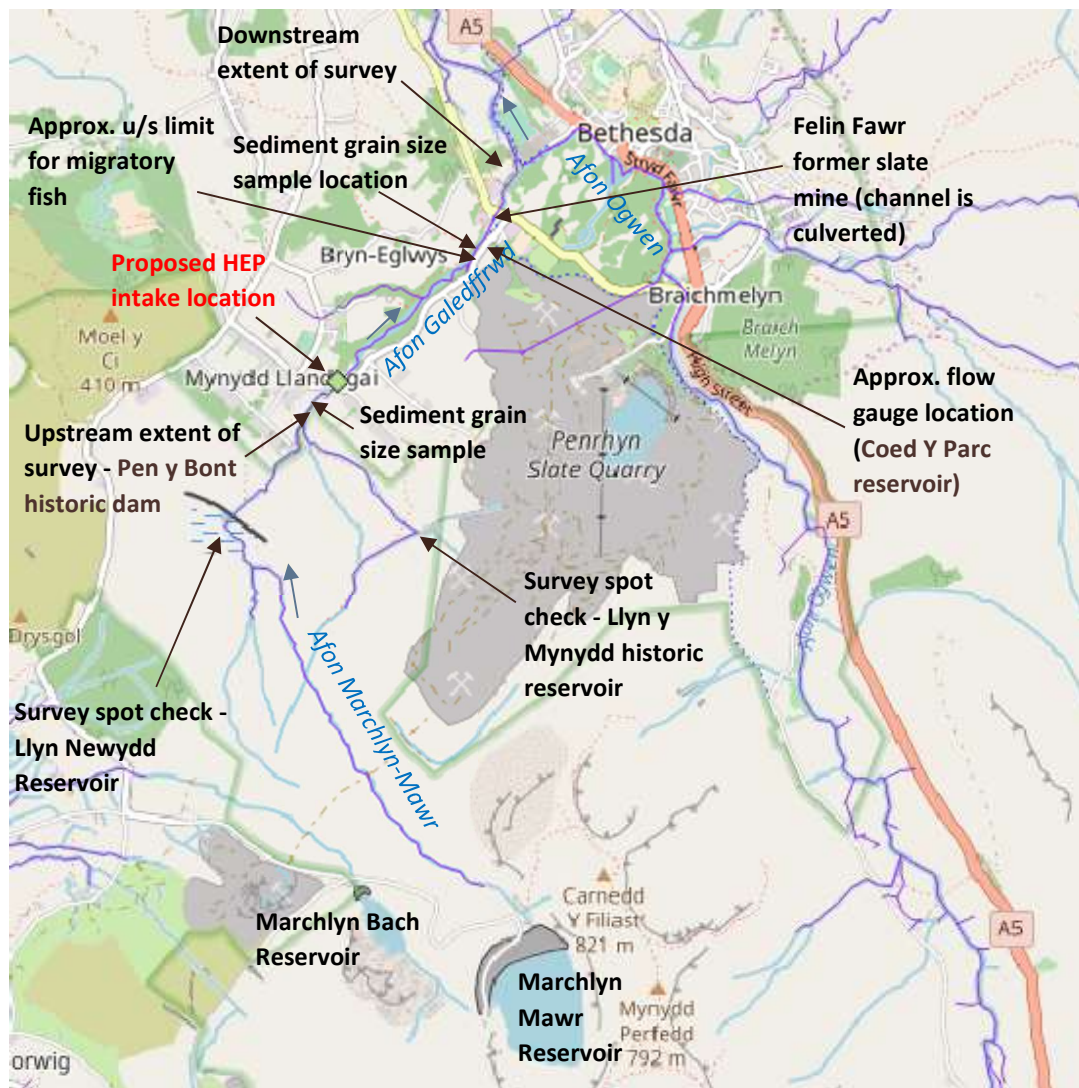 A5
Downstream
extent of survey
Approx. u/s limit
for migratory
fish
Sediment grain size
sample location
Bethesda
Stryd Fawr
Afon Ogwen
Felin Fawr
former slate
mine (channel is
culverted)
Bryn-Eglwys
Proposed HEP
intake location
Afon Galedffrwd
Braichmelyn
Braich
Melyn
Moel y
Ci
410 m
Mynydd Llandygai
High Street
Upstream extent of
survey - Pen y Bont
historic dam
Sediment grain
size sample
Penrhyn
Slate Quarry
Approx. flow
gauge location
(Coed Y Parc
reservoir)
A5
Afon Ogwen
Survey spot
check - Llyn y
Mynydd historic
reservoir
Drysgol
Afon Marchlyn-Mawr
Survey spot check -
Llyn Newydd
Reservoir
Marchlyn Bach
Reservoir
Carnedd
Y Filiast
821 m
A5
Marchlyn
Mawr
Reservoir
Mynydd
Perfedd
792 m
orwig